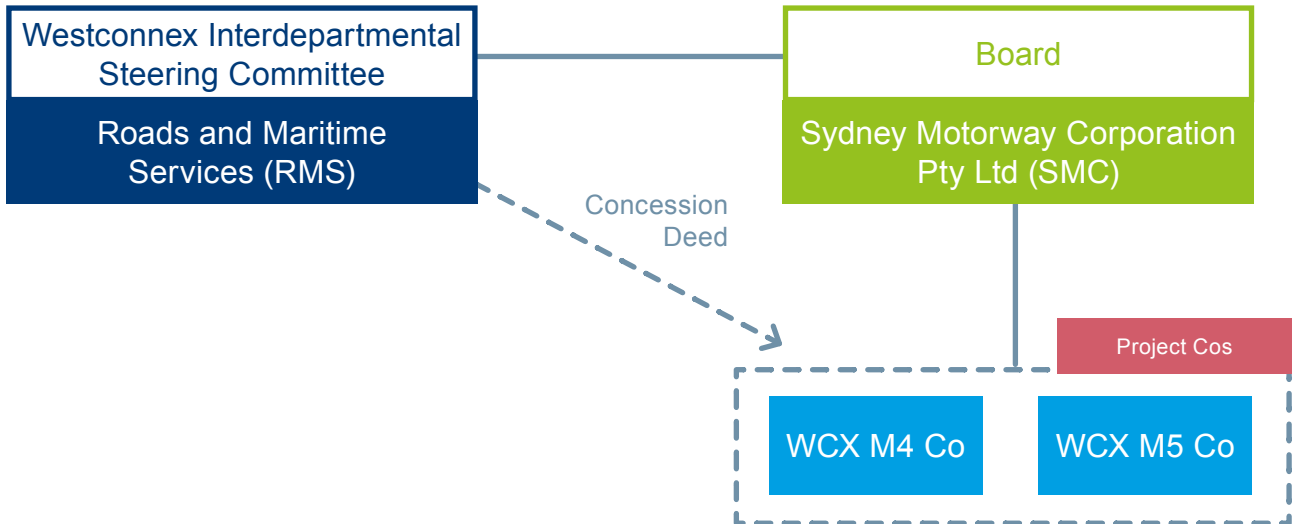 Westconnex Interdepartmental
Steering Committee
Roads and Maritime
Services (RMS)
Board
Sydney Motorway Corporation
Pty Ltd (SMC)
Concession
Deed
Project Cos
WCX M4 Co
WCX M5 Co